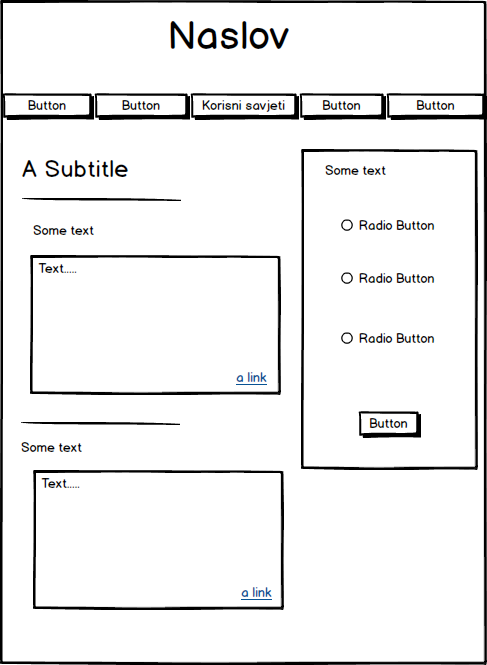 Naslov
Button
Button
Korisni savjeti
Button
Button
A Subtitle
Some text
Text.....
a link
Some text
Text.....
a link
Some text
Radio Button
Radio Button
Radio Button
Button